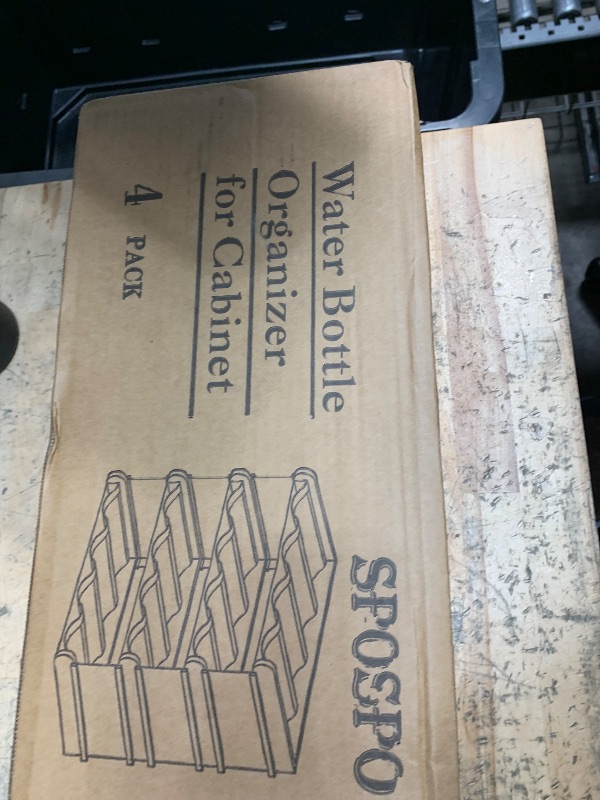 SPOSPO
Water Bottle
Organizer
for Cabinet
4 PACK